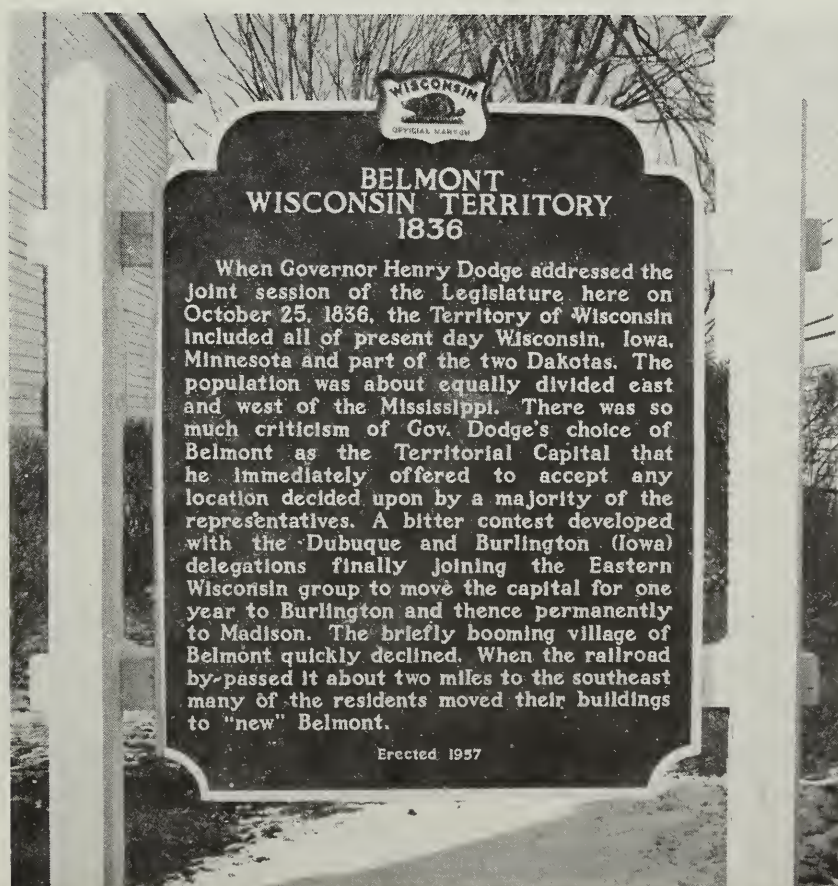 WISCONSIN
OFFICIAL MARKER
BELMONT
WISCONSIN TERRITORY
1836
When Governor Henry Dodge addressed the
joint session of the Legislature here on
October 25, 1836, the Territory of Wisconsin
included all of present day Wisconsin, Iowa,
Minnesota and part of the two Dakotas. The
population was about equally divided east
and west of the Mississippi. There was so
much criticism of Gov. Dodge's choice of
Belmont as the Territorial Capital that
he immediately offered to accept any
location decided upon by a majority of the
representatives. A bitter contest developed
with the Dubuque and Burlington (Iowa)
delegations finally joining the Eastern
Wisconsin group to move the capital for one
year to Burlington and thence permanently
to Madison. The briefly booming village of
Belmont quickly declined. When the railroad
by-passed it about two miles to the southeast
many of the residents moved their buildings
to "new" Belmont.
Erected 1957